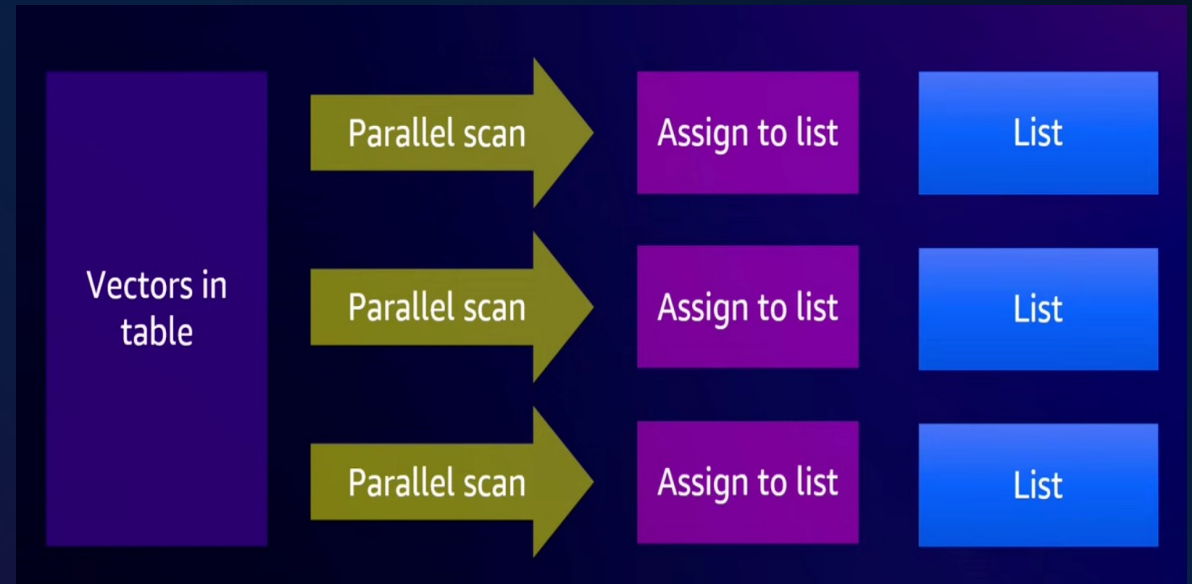 Vectors in
table
Parallel scan
Assign to list
List
Parallel scan
Assign to list
List
Parallel scan
Assign to list
List